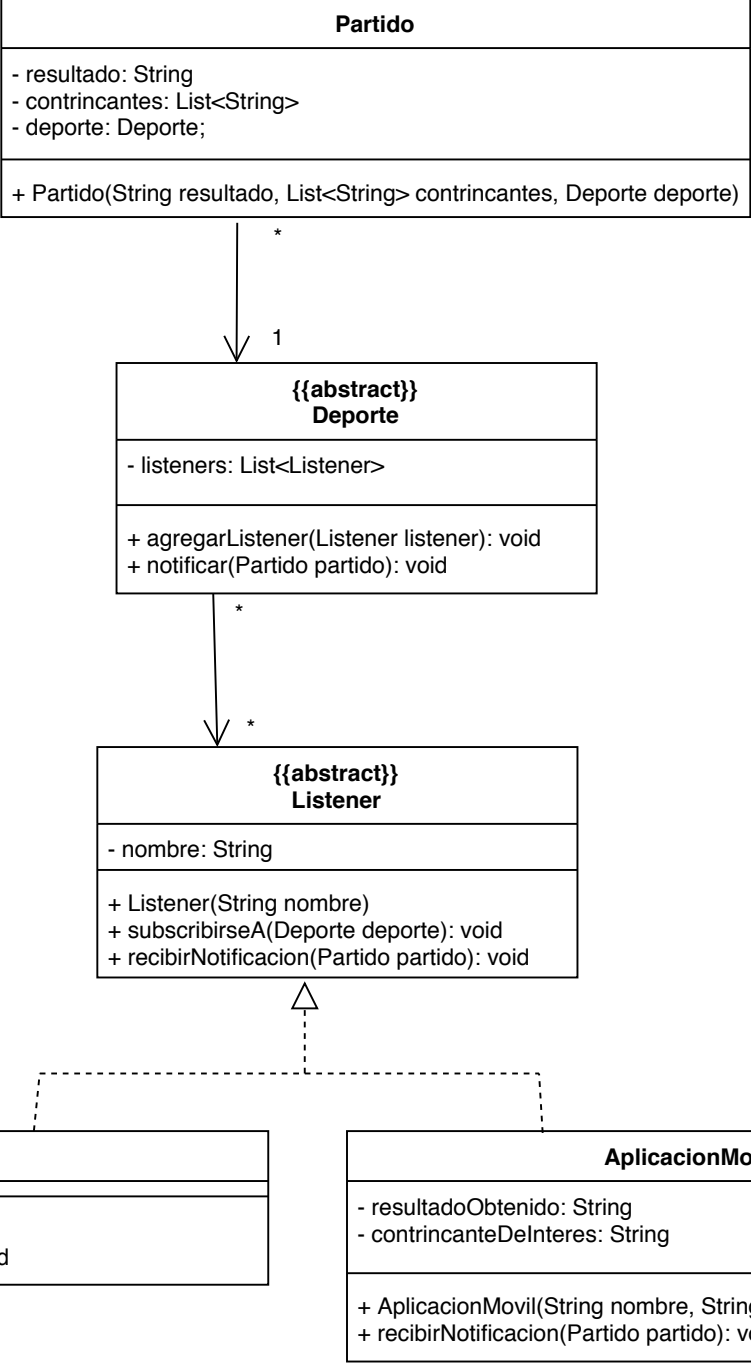 Partido
- resultado: String
- contrincantes: List<String>
- deporte: Deporte;
+ Partido(String resultado, List<String> contrincantes, Deporte deporte)
*
1
{{abstract}}
Deporte
- listeners: List<Listener>
+ agregarListener(Listener listener): void
+ notificar(Partido partido): void
*
*
{{abstract}}
Listener
- nombre: String
+ Listener(String nombre)
+ subscribirseA(Deporte deporte): void
+ recibirNotificacion(Partido partido): void
d
AplicacionMo
- resultadoObtenido: String
- contrincanteDeInteres: String
+ AplicacionMovil(String nombre, String
+ recibirNotificacion(Partido partido): vo